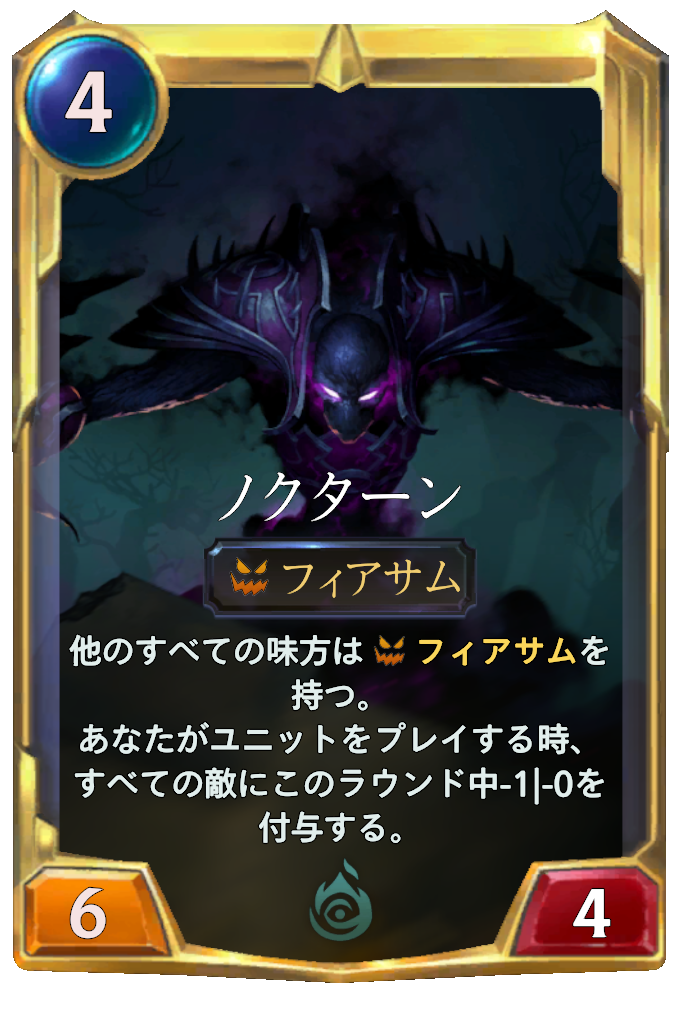 4
ノクターン
フィアサム
他のすべての味方は フィアサムを
持つ。
あなたがユニットをプレイする時、
すべての敵にこのラウンド中-1|-0を
付与する。
6
4